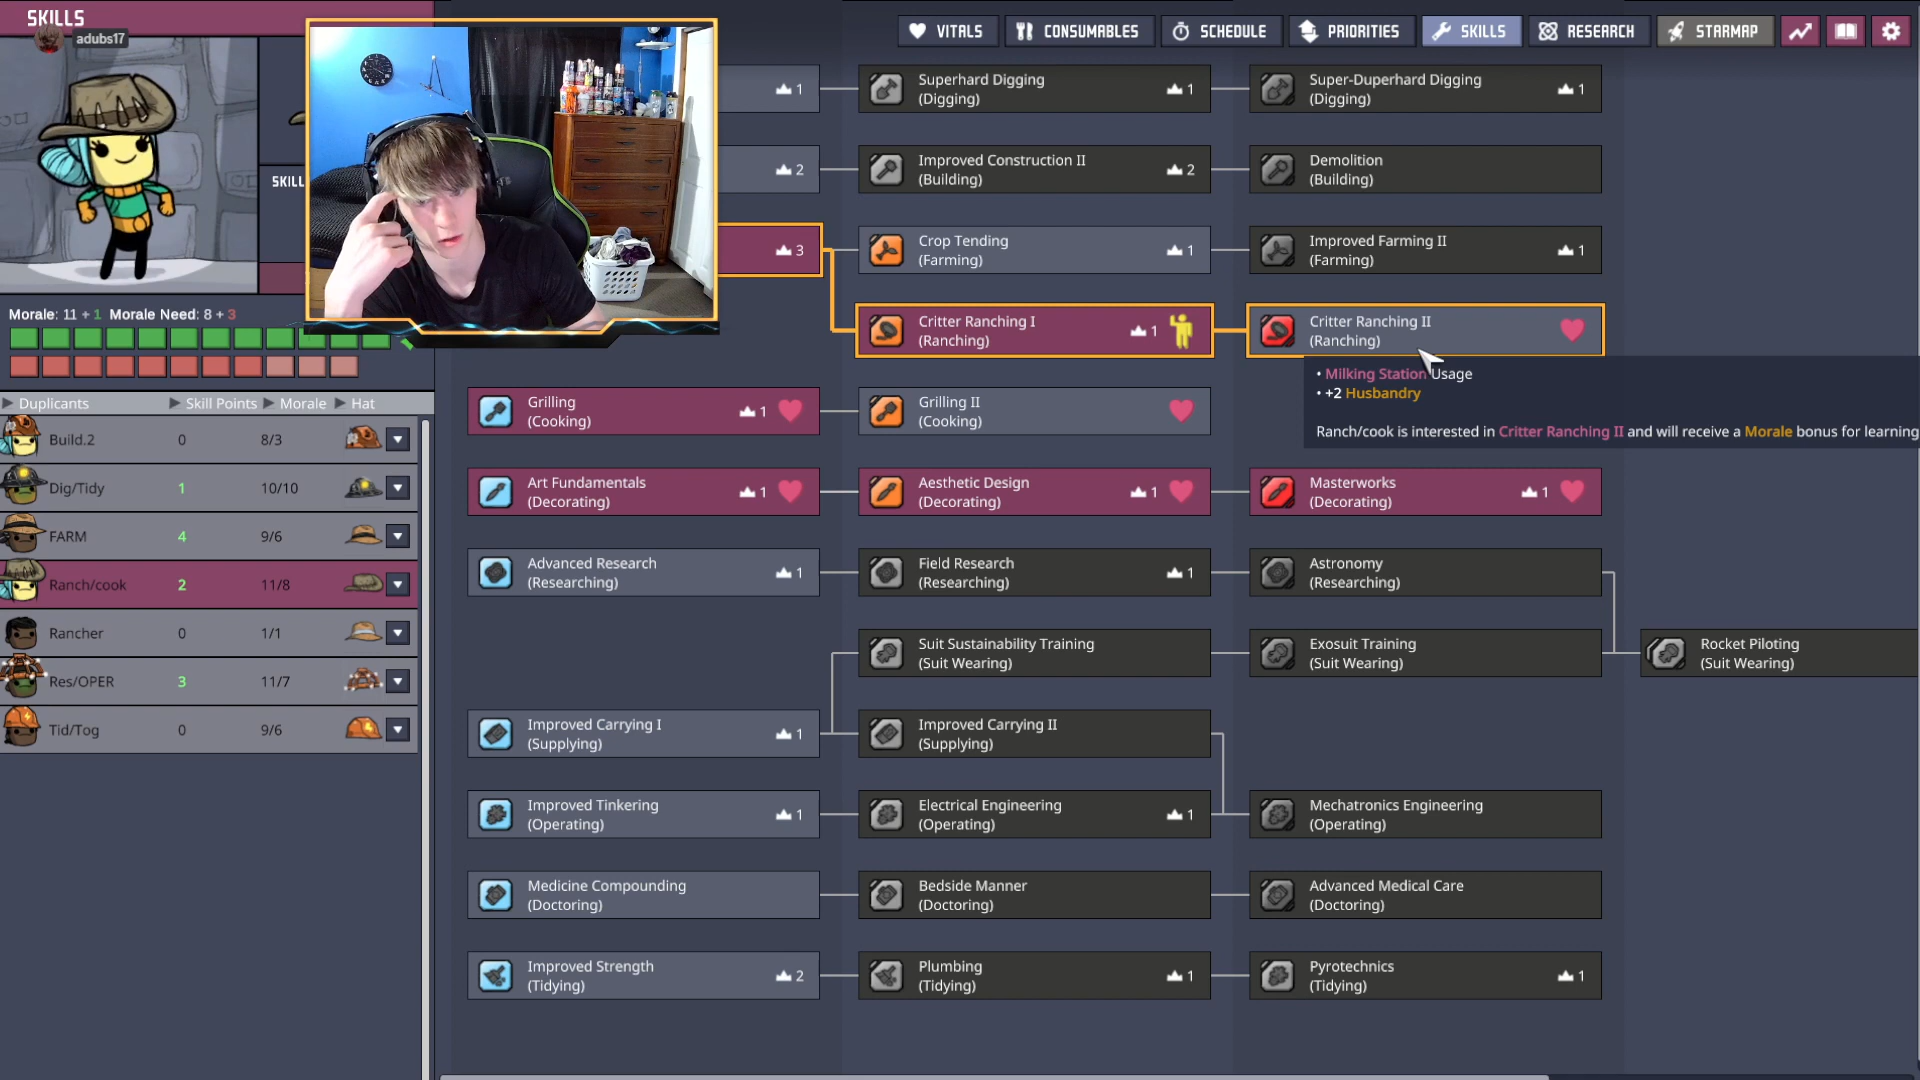 SKILLS
adubs17
VITALS
CONSUMABLES
SCHEDULE
PRIORITIES
SKILLS
RESEARCH
STARMAP
1
Superhard Digging
(Digging)
1
Super-Duperhard Digging
(Digging)
1
SKILL
2
Improved Construction II
(Building)
2
Demolition
(Building)
3
Crop Tending
(Farming)
1
Improved Farming II
(Farming)
1
Morale: 11 + 1 Morale Need: 8 + 3
Critter Ranching I
(Ranching)
1
Critter Ranching II
(Ranching)
• Milking Station Usage
• +2 Husbandry
Ranch/cook is interested in Critter Ranching II and will receive a Morale bonus for learning
Duplicants Skill Points Morale Hat
Build.2 0 8/3
Dig/Tidy 1 10/10
FARM 4 9/6
Ranch/cook 2 11/8
Rancher 0 1/1
Res/OPER 3 11/7
Tid/Tog 0 9/6
Grilling
(Cooking)
1
Grilling II
(Cooking)
Art Fundamentals
(Decorating)
1
Aesthetic Design
(Decorating)
1
Masterworks
(Decorating)
1
Advanced Research
(Researching)
1
Field Research
(Researching)
1
Astronomy
(Researching)
Suit Sustainability Training
(Suit Wearing)
Exosuit Training
(Suit Wearing)
Rocket Piloting
(Suit Wearing)
Improved Carrying I
(Supplying)
1
Improved Carrying II
(Supplying)
Improved Tinkering
(Operating)
1
Electrical Engineering
(Operating)
1
Mechatronics Engineering
(Operating)
Medicine Compounding
(Doctoring)
Bedside Manner
(Doctoring)
Advanced Medical Care
(Doctoring)
Improved Strength
(Tidying)
2
Plumbing
(Tidying)
1
Pyrotechnics
(Tidying)
1